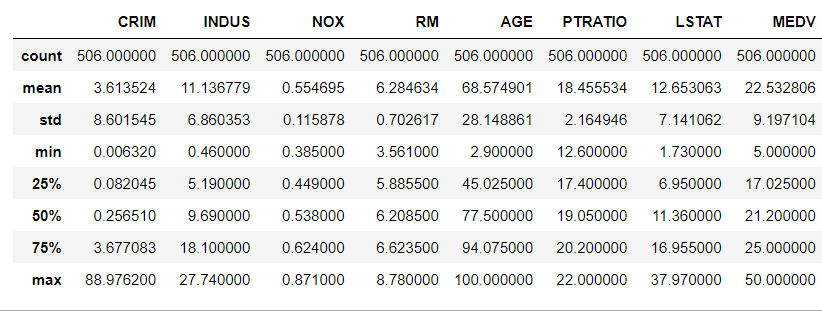 CRIM INDUS NOX RM AGE PTRATIO LSTAT MEDV
count 506.000000 506.000000 506.000000 506.000000 506.000000 506.000000 506.000000 506.000000
mean 3.613524 11.136779 0.554695 6.284634 68.574901 18.455534 12.653063 22.532806
std 8.601545 6.860353 0.115878 0.702617 28.148861 2.164946 7.141062 9.197104
min 0.006320 0.460000 0.385000 3.561000 2.900000 12.600000 1.730000 5.000000
25% 0.082045 5.190000 0.449000 5.885500 45.025000 17.400000 6.950000 17.025000
50% 0.256510 9.690000 0.538000 6.208500 77.500000 19.050000 11.360000 21.200000
75% 3.677083 18.100000 0.624000 6.623500 94.075000 20.200000 16.955000 25.000000
max 88.976200 27.740000 0.871000 8.780000 100.000000 22.000000 37.970000 50.000000